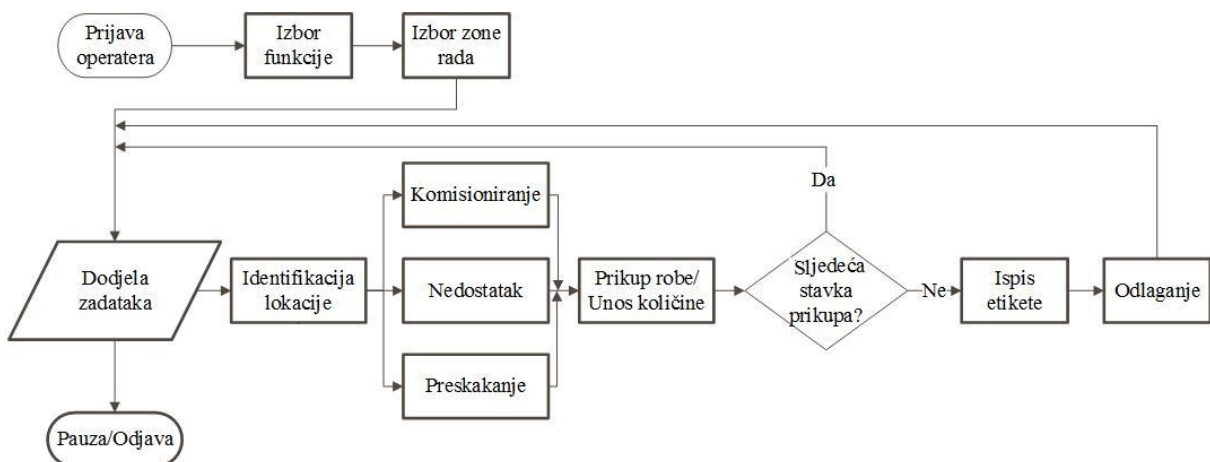 Prijava
operatera
Izbor
funkcije
Izbor zone
rada
Da
Komisioniranje
Dodjela
zadataka
Identifikacija
lokacije
Nedostatak
Prikup robe/
Unos količine
Sljedeća
stavka
prikupa?
Ne
Ispis
etikete
Odlaganje
Preskakanje
Pauza/Odjava